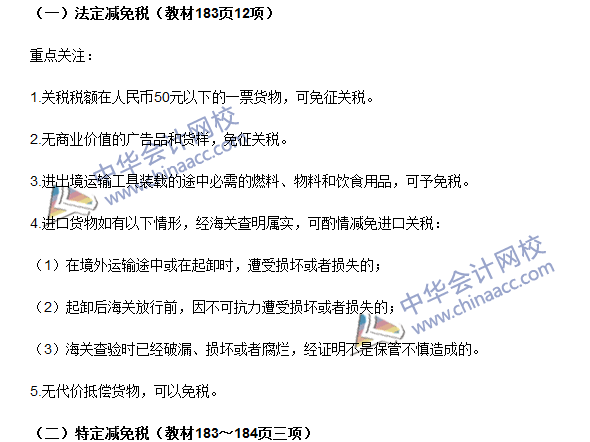 （一）法定减免税（教材183页12项）
重点关注：
1.关税税额在人民币50元以下的一票货物，可免征关税。
2.无商业价值的广告品和货样，免征关税。
3.进出境运输工具装载的途中必需的燃料、物料和饮食用品，可予免税。
4.进口货物如有以下情形，经海关查明属实，可酌情减免进口关税：
（1）在境外运输途中或在起卸时，遭受损坏或者损失的；
（2）起卸后海关放行前，因不可抗力遭受损坏或者损失的；
（3）海关查验时已经破漏、损坏或者腐烂，经证明不是保管不慎造成的。
5.无代价抵偿货物，可以免税。
（二）特定减免税（教材183～184页三项）
中华会计网校
www.chinaacc.com
中华会计网校
www.chinaacc.com